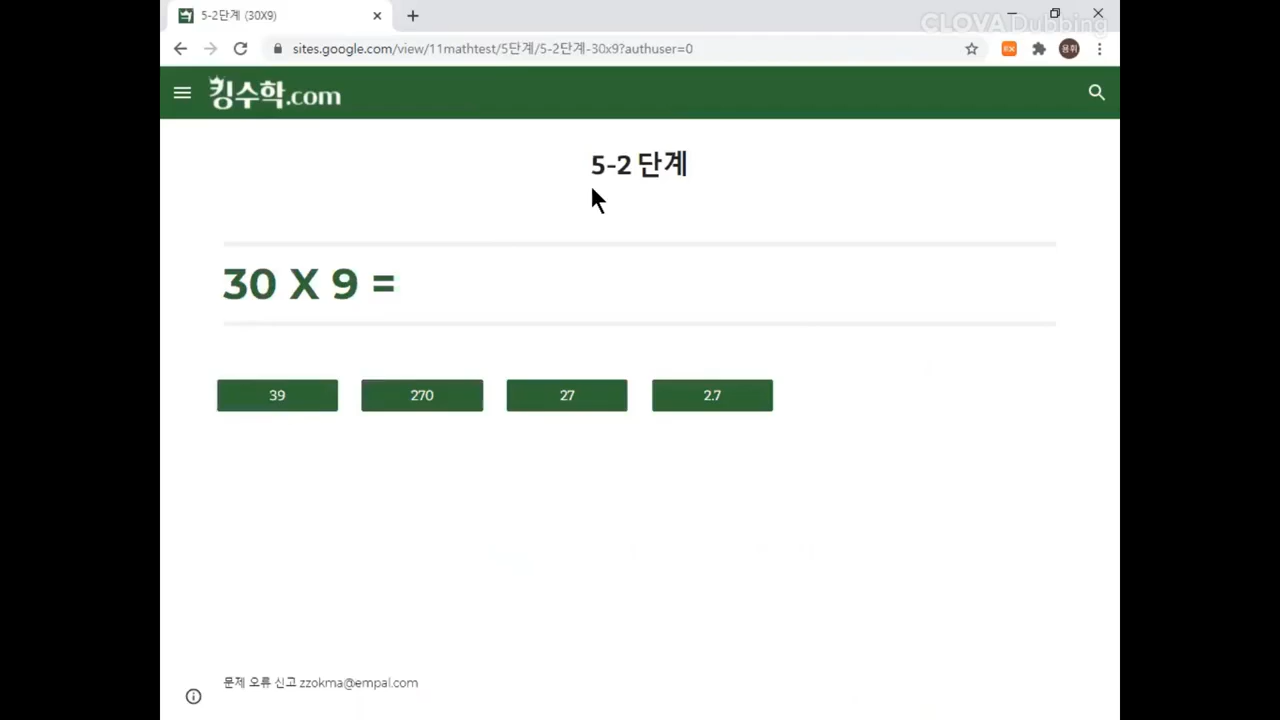 5-2단계 (30X9)
CLOVA Dubbing
sites.google.com/view/11mathtest/5단계/5-2단계-30x9?authuser=0
용휘
킹수학.com
5-2 단계
30 X 9 =
39
270
27
2.7
문제 오류 신고 zzokma@empal.com